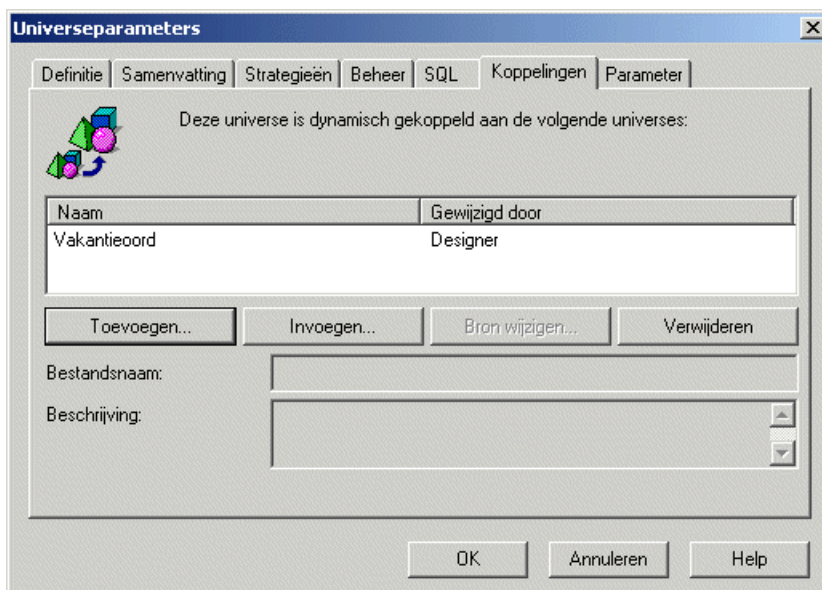 Universeparameters
Definitie Samenvatting Strategieën Beheer SQL Koppelingen Parameter
Deze universe is dynamisch gekoppeld aan de volgende universes:
Naam Gewijzigd door
Vakantieoord Designer
Toevoegen... Invoegen... Bron wijzigen... Verwijderen
Bestandsnaam:
Beschrijving:
OK Annuleren Help